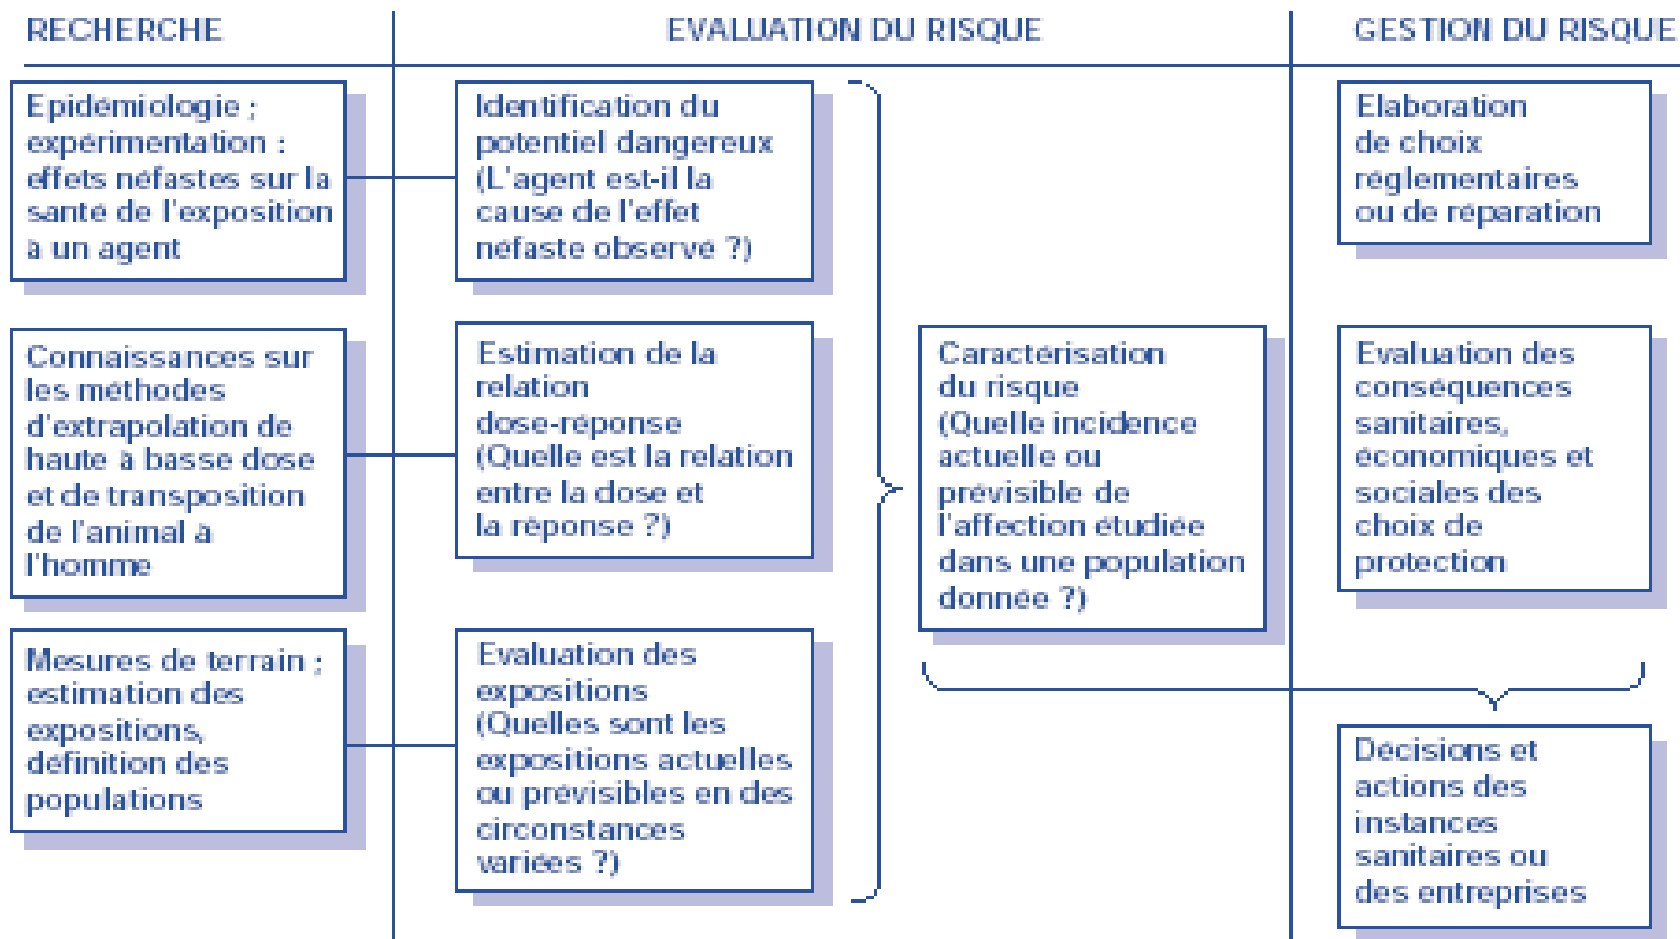 RECHERCHE
EVALUATION DU RISQUE
GESTION DU RISQUE
Epidémiologie ;
expérimentation :
effets néfastes sur la
santé de l'exposition
à un agent
Connaissances sur
les méthodes
d'extrapolation de
haute à basse dose
et de transposition
de l'animal à
l'homme
Mesures de terrain ;
estimation des
expositions,
définition des
populations
Identification du
potentiel dangereux
(L'agent est-il la
cause de l'effet
néfaste observé ?)
Estimation de la
relation
dose-réponse
(Quelle est la relation
entre la dose et
la réponse ?)
Evaluation des
expositions
(Quelles sont les
expositions actuelles
ou prévisibles en des
circonstances
variées ?)
Caractérisation
du risque
(Quelle incidence
actuelle ou
prévisible de
l'affection étudiée
dans une population
donnée ?)
Elaboration
de choix
réglementaires
ou de réparation
Evaluation des
conséquences
sanitaires,
économiques et
sociales des
choix de
protection
Décisions et
actions des
instances
sanitaires ou
des entreprises